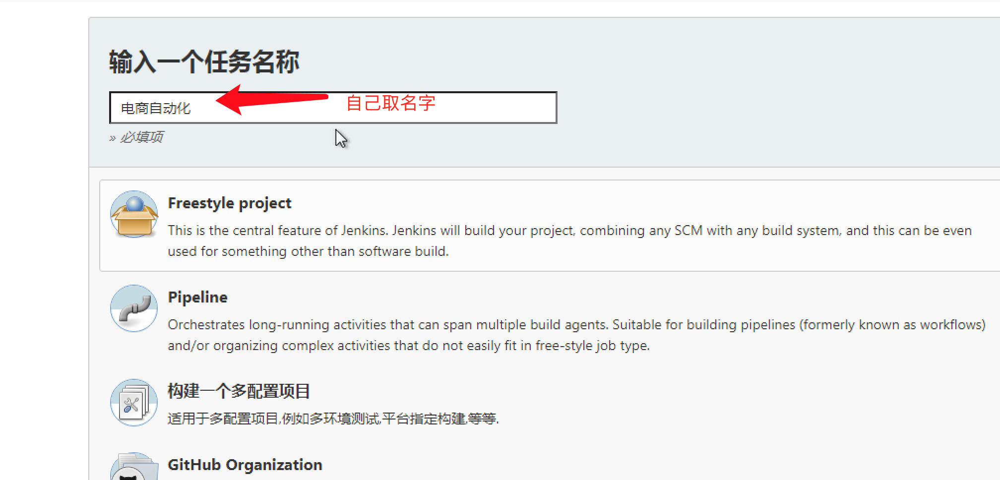 输入一个任务名称
电商自动化
自己取名字
» 必填项
Freestyle project
This is the central feature of Jenkins. Jenkins will build your project, combining any SCM with any build system, and this can be even
used for something other than software build.
Pipeline
Orchestrates long-running activities that can span multiple build agents. Suitable for building pipelines (formerly known as workflows)
and/or organizing complex activities that do not easily fit in free-style job type.
构建一个多配置项目
适用于多配置项目,例如多环境测试,平台指定构建,等等.
GitHub Organization